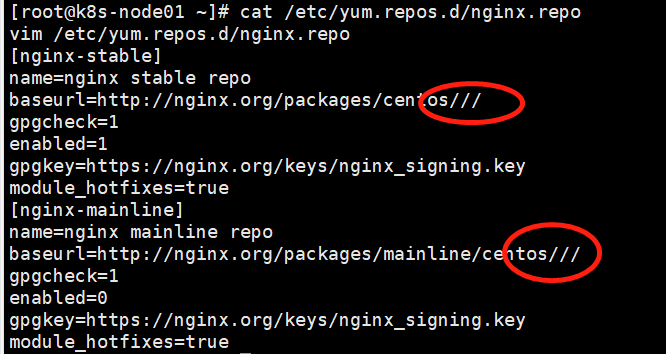 [root@k8s-node01 ~]# cat /etc/yum.repos.d/nginx.repo
vim /etc/yum.repos.d/nginx.repo
[nginx-stable]
name=nginx stable repo
baseurl=http://nginx.org/packages/centos///
gpgcheck=1
enabled=1
gpgkey=https://nginx.org/keys/nginx_signing.key
module_hotfixes=true
[nginx-mainline]
name=nginx mainline repo
baseurl=http://nginx.org/packages/mainline/centos///
gpgcheck=1
enabled=0
gpgkey=https://nginx.org/keys/nginx_signing.key
module_hotfixes=true